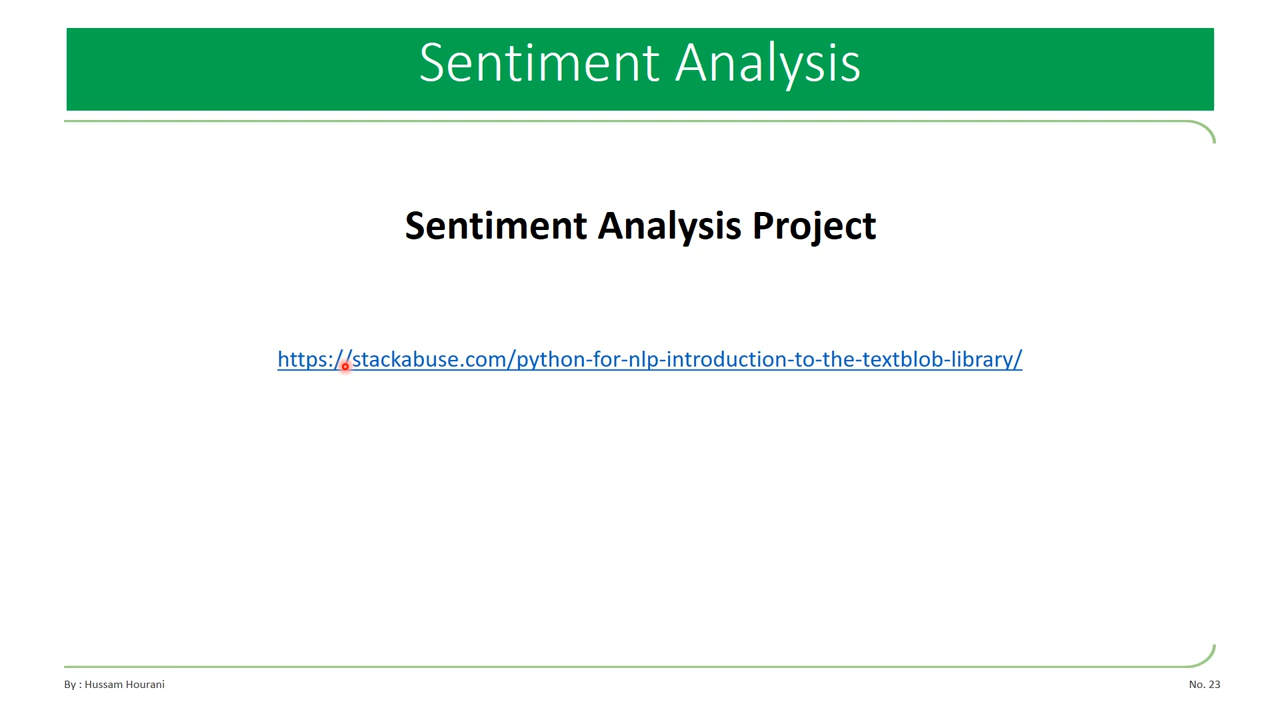 Sentiment Analysis
Sentiment Analysis Project
https://stackabuse.com/python-for-nlp-introduction-to-the-textblob-library/
By : Hussam Hourani
No. 23